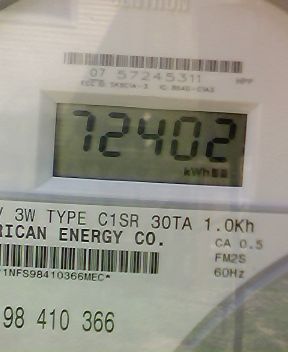 07 57245311
72402
kWh
3W TYPE C1SR 30TA 1.0Kh
RICAN ENERGY CO.
CA 0.5
FM2S
60Hz
1NFS98410366MEC*
98 410 366